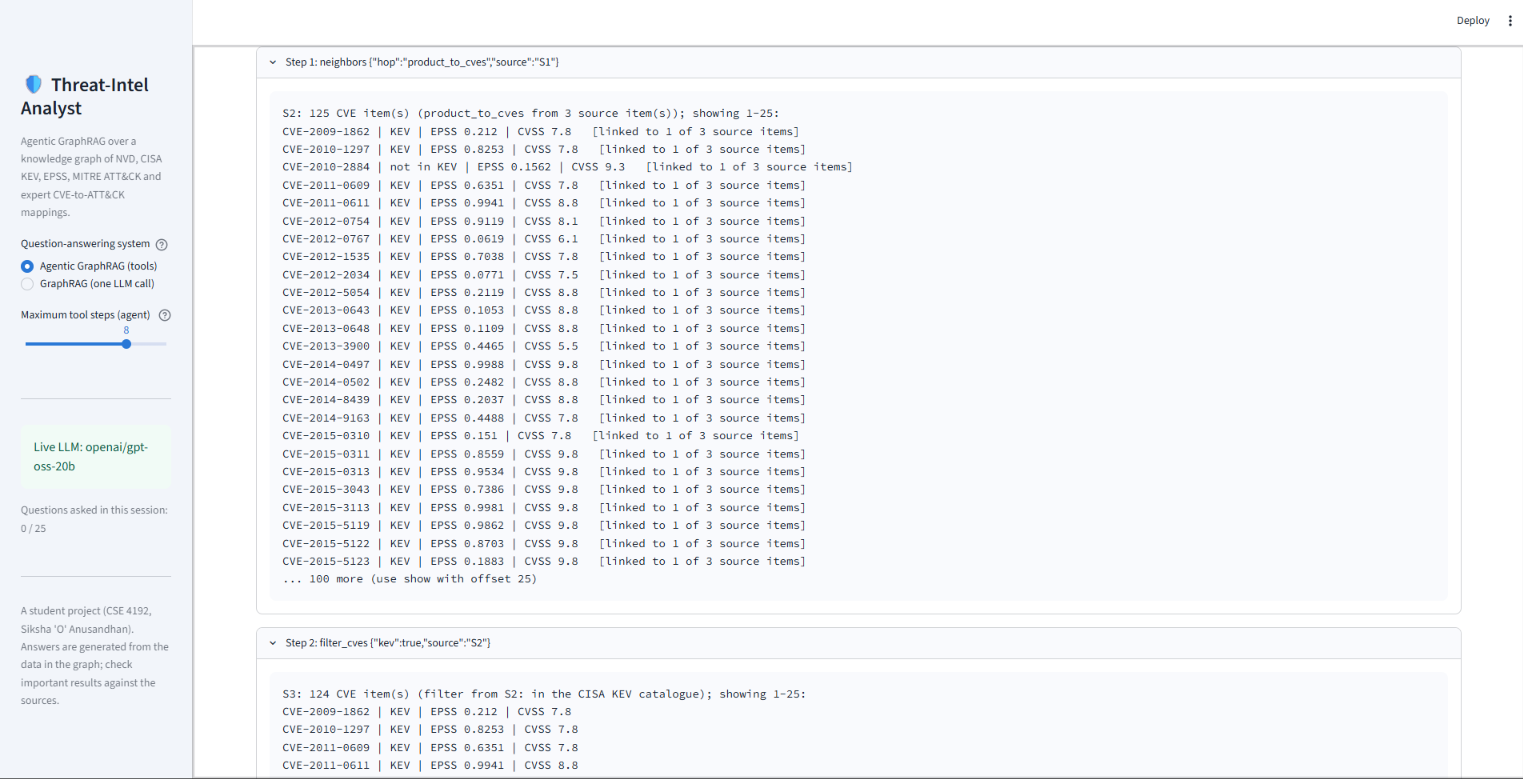 Deploy
Threat-Intel
Analyst
Agentic GraphRAG over a
knowledge graph of NVD, CISA
KEV, EPSS, MITRE ATT&CK and
expert CVE-to-ATT&CK
mappings.
Question-answering system
Agentic GraphRAG (tools)
GraphRAG (one LLM call)
Maximum tool steps (agent)
8
Live LLM: openai/gpt-
oss-20b
Questions asked in this session:
0 / 25
A student project (CSE 4192,
Siksha 'O' Anusandhan).
Answers are generated from the
data in the graph; check
important results against the
sources.
Step 1: neighbors {"hop":"product_to_cves","source":"S1"}
S2: 125 CVE item(s) (product_to_cves from 3 source item(s)); showing 1-25:
CVE-2009-1862 | KEV | EPSS 0.212 | CVSS 7.8   [linked to 1 of 3 source items]
CVE-2010-1297 | KEV | EPSS 0.8253 | CVSS 7.8   [linked to 1 of 3 source items]
CVE-2010-2884 | not in KEV | EPSS 0.1562 | CVSS 9.3   [linked to 1 of 3 source items]
CVE-2011-0609 | KEV | EPSS 0.6351 | CVSS 7.8   [linked to 1 of 3 source items]
CVE-2011-0611 | KEV | EPSS 0.9941 | CVSS 8.8   [linked to 1 of 3 source items]
CVE-2012-0754 | KEV | EPSS 0.9119 | CVSS 8.1   [linked to 1 of 3 source items]
CVE-2012-0767 | KEV | EPSS 0.0619 | CVSS 6.1   [linked to 1 of 3 source items]
CVE-2012-1535 | KEV | EPSS 0.7038 | CVSS 7.8   [linked to 1 of 3 source items]
CVE-2012-2034 | KEV | EPSS 0.0771 | CVSS 7.5   [linked to 1 of 3 source items]
CVE-2012-5054 | KEV | EPSS 0.2119 | CVSS 8.8   [linked to 1 of 3 source items]
CVE-2013-0643 | KEV | EPSS 0.1053 | CVSS 8.8   [linked to 1 of 3 source items]
CVE-2013-0648 | KEV | EPSS 0.1109 | CVSS 8.8   [linked to 1 of 3 source items]
CVE-2013-3900 | KEV | EPSS 0.4465 | CVSS 5.5   [linked to 1 of 3 source items]
CVE-2014-0497 | KEV | EPSS 0.9988 | CVSS 9.8   [linked to 1 of 3 source items]
CVE-2014-0502 | KEV | EPSS 0.2482 | CVSS 8.8   [linked to 1 of 3 source items]
CVE-2014-8439 | KEV | EPSS 0.2037 | CVSS 8.8   [linked to 1 of 3 source items]
CVE-2014-9163 | KEV | EPSS 0.4488 | CVSS 7.8   [linked to 1 of 3 source items]
CVE-2015-0310 | KEV | EPSS 0.151 | CVSS 7.8   [linked to 1 of 3 source items]
CVE-2015-0311 | KEV | EPSS 0.8559 | CVSS 9.8   [linked to 1 of 3 source items]
CVE-2015-0313 | KEV | EPSS 0.9534 | CVSS 9.8   [linked to 1 of 3 source items]
CVE-2015-3043 | KEV | EPSS 0.7386 | CVSS 9.8   [linked to 1 of 3 source items]
CVE-2015-3113 | KEV | EPSS 0.9981 | CVSS 9.8   [linked to 1 of 3 source items]
CVE-2015-5119 | KEV | EPSS 0.9862 | CVSS 9.8   [linked to 1 of 3 source items]
CVE-2015-5122 | KEV | EPSS 0.8703 | CVSS 9.8   [linked to 1 of 3 source items]
CVE-2015-5123 | KEV | EPSS 0.1883 | CVSS 9.8   [linked to 1 of 3 source items]
... 100 more (use show with offset 25)
Step 2: filter_cves {"kev":true,"source":"S2"}
S3: 124 CVE item(s) (filter from S2: in the CISA KEV catalogue); showing 1-25:
CVE-2009-1862 | KEV | EPSS 0.212 | CVSS 7.8
CVE-2010-1297 | KEV | EPSS 0.8253 | CVSS 7.8
CVE-2011-0609 | KEV | EPSS 0.6351 | CVSS 7.8
CVE-2011-0611 | KEV | EPSS 0.9941 | CVSS 8.8